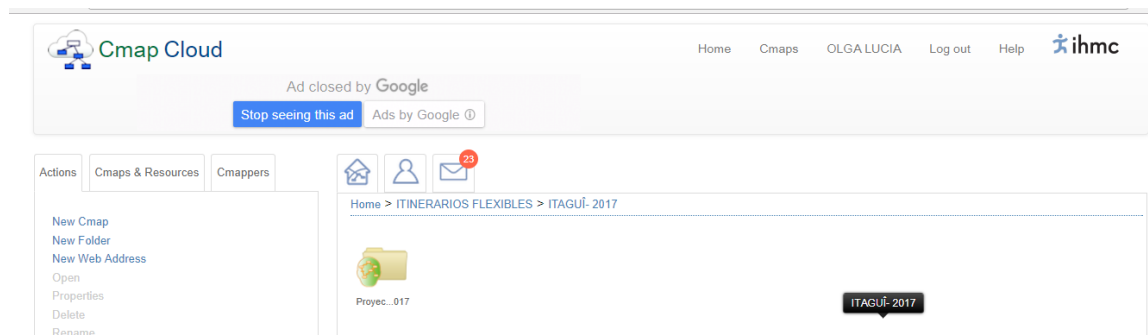 Cmap Cloud
Home Cmaps OLGA LUCIA Log out Help ihmc
Ad closed by Google
Stop seeing this ad Ads by Google
Actions Cmaps & Resources Cmappers
23
Home > ITINERARIOS FLEXIBLES > ITAGUÎ- 2017
New Cmap
New Folder
New Web Address
Open
Properties
Delete
Rename
Proyec...017
ITAGUÎ- 2017